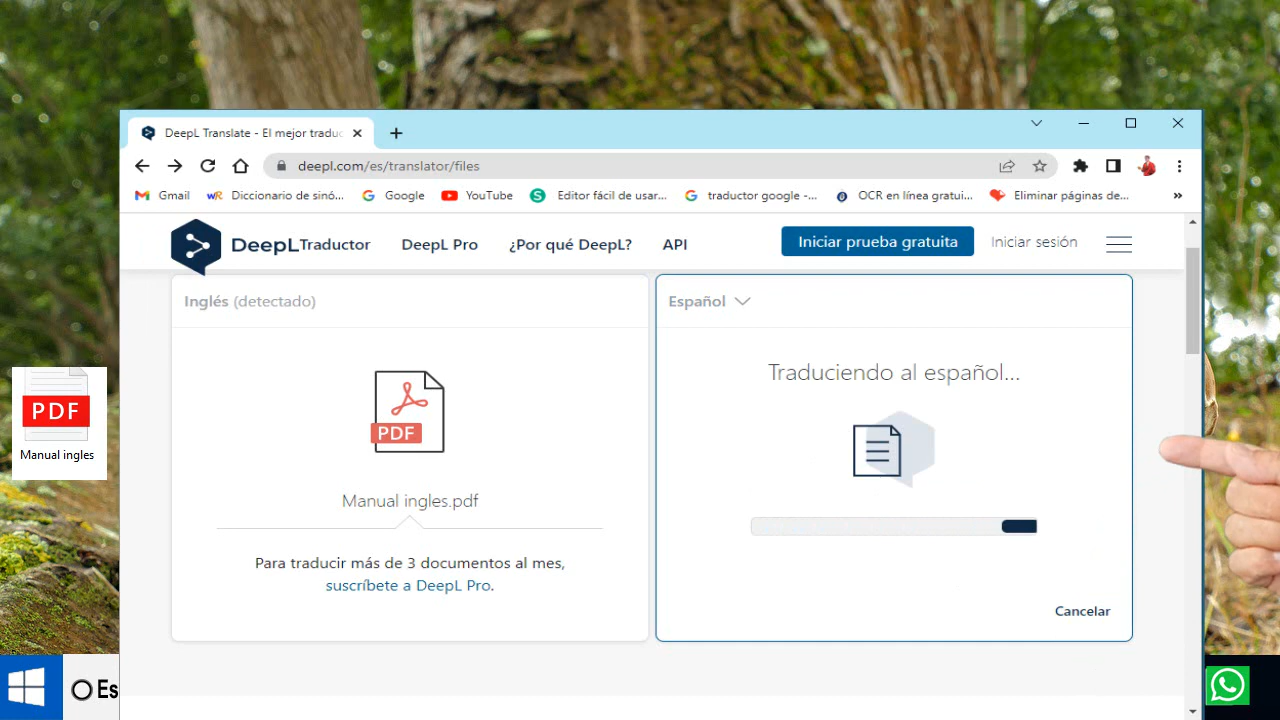 DeepL Translate - El mejor traduc
deepl.com/es/translator/files
Gmail
Diccionario de sinó...
Google
YouTube
Editor fácil de usar...
traductor google -...
OCR en línea gratui...
Eliminar páginas de...
»
DeepL Traductor
DeepL Pro
¿Por qué DeepL?
API
Iniciar prueba gratuita
Iniciar sesión
Inglés (detectado)
PDF
Manual ingles.pdf
Para traducir más de 3 documentos al mes,
suscríbete a DeepL Pro.
Español
Traduciendo al español...
Cancelar
PDF
Manual ingles
Es